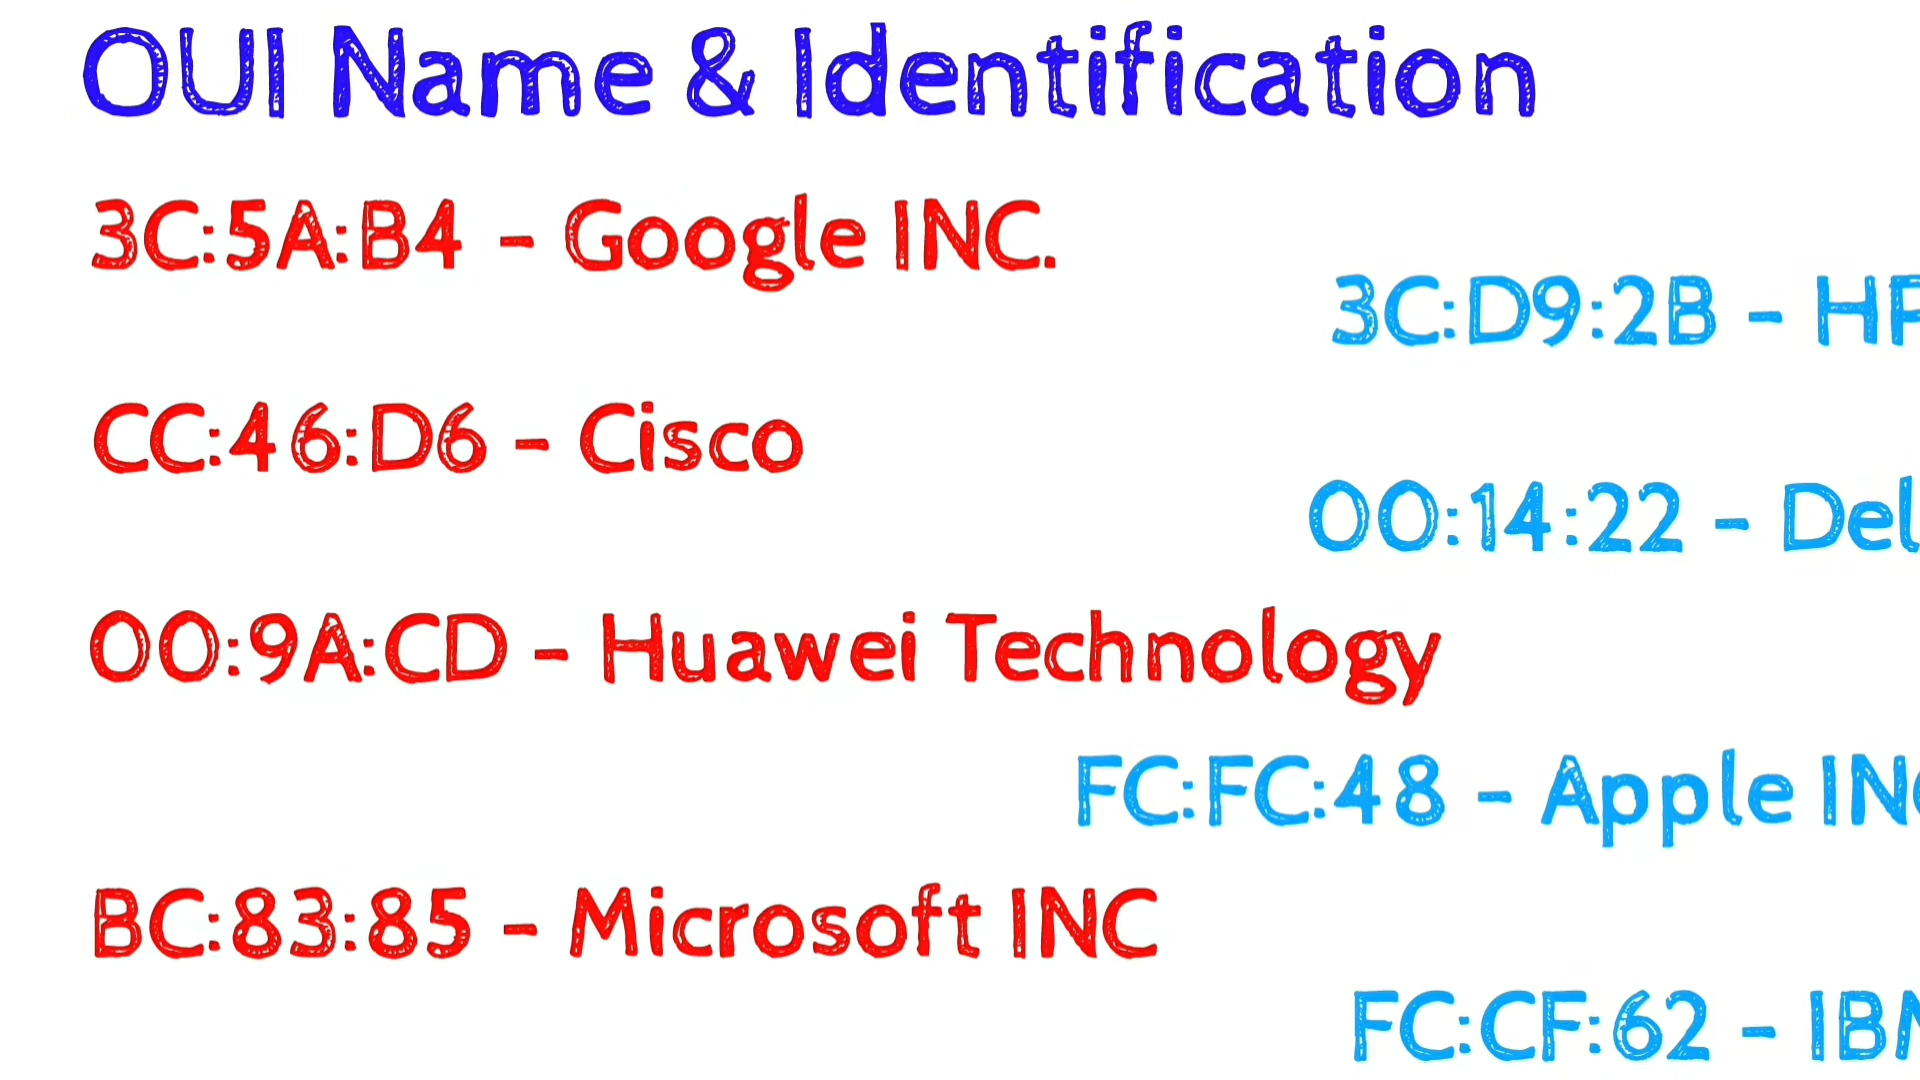 OUI Name & Identification
3C:5A:B4 - Google INC.
3C:D9:2B - HP
CC:46:D6 - Cisco
00:14:22 - Del
00:9A:CD - Huawei Technology
FC:FC:48 - Apple IN
BC:83:85 - Microsoft INC
FC:CF:62 - IBM